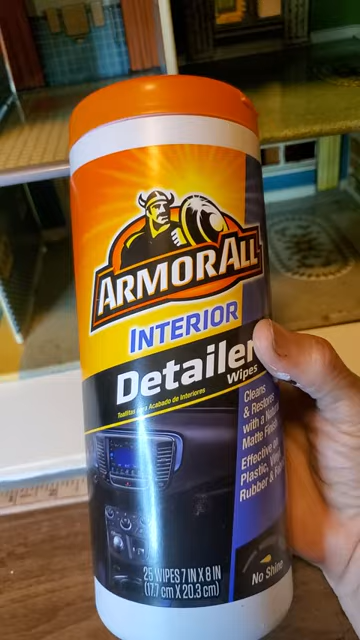 ARMORALL
INTERIOR
Detailer
Wipes
Toallitas para Acabado de Interiores
Cleans
& Restores
with a Natural
Matte Finish
Effective on
Plastic,
Rubber &
25 WIPES 7 IN X 8 IN
(17.7 cm X 20.3 cm)
No Shine